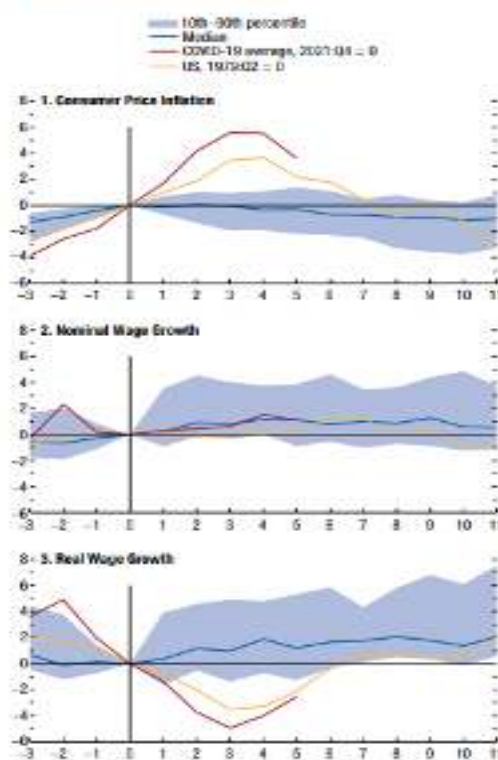 10th–90th percentile
Median
COVID-19 average, 2021:Q4 = 0
US, 1979:Q2 = 0
8– 1. Consumer Price Inflation
6–
4–
2–
0
–2–
–4–
–6
–3 –2 –1 0 1 2 3 4 5 6 7 8 9 10 11
8– 2. Nominal Wage Growth
6–
4–
2–
0
–2–
–4–
–6
–3 –2 –1 0 1 2 3 4 5 6 7 8 9 10 11
8– 3. Real Wage Growth
6–
4–
2–
0
–2–
–4–
–6
–3 –2 –1 0 1 2 3 4 5 6 7 8 9 10 11